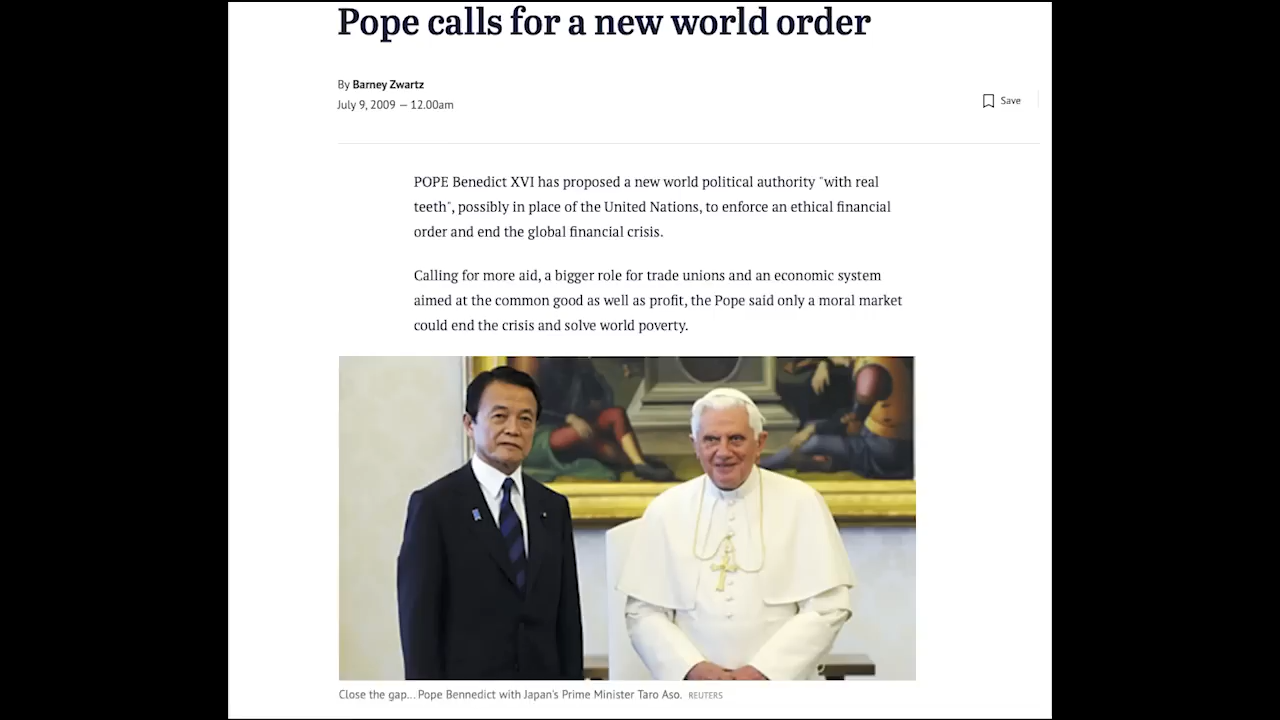 Pope calls for a new world order
By Barney Zwartz
July 9, 2009 — 12.00am
Save
POPE Benedict XVI has proposed a new world political authority "with real
teeth", possibly in place of the United Nations, to enforce an ethical financial
order and end the global financial crisis.
Calling for more aid, a bigger role for trade unions and an economic system
aimed at the common good as well as profit, the Pope said only a moral market
could end the crisis and solve world poverty.
Close the gap... Pope Bennedict with Japan's Prime Minister Taro Aso. REUTERS